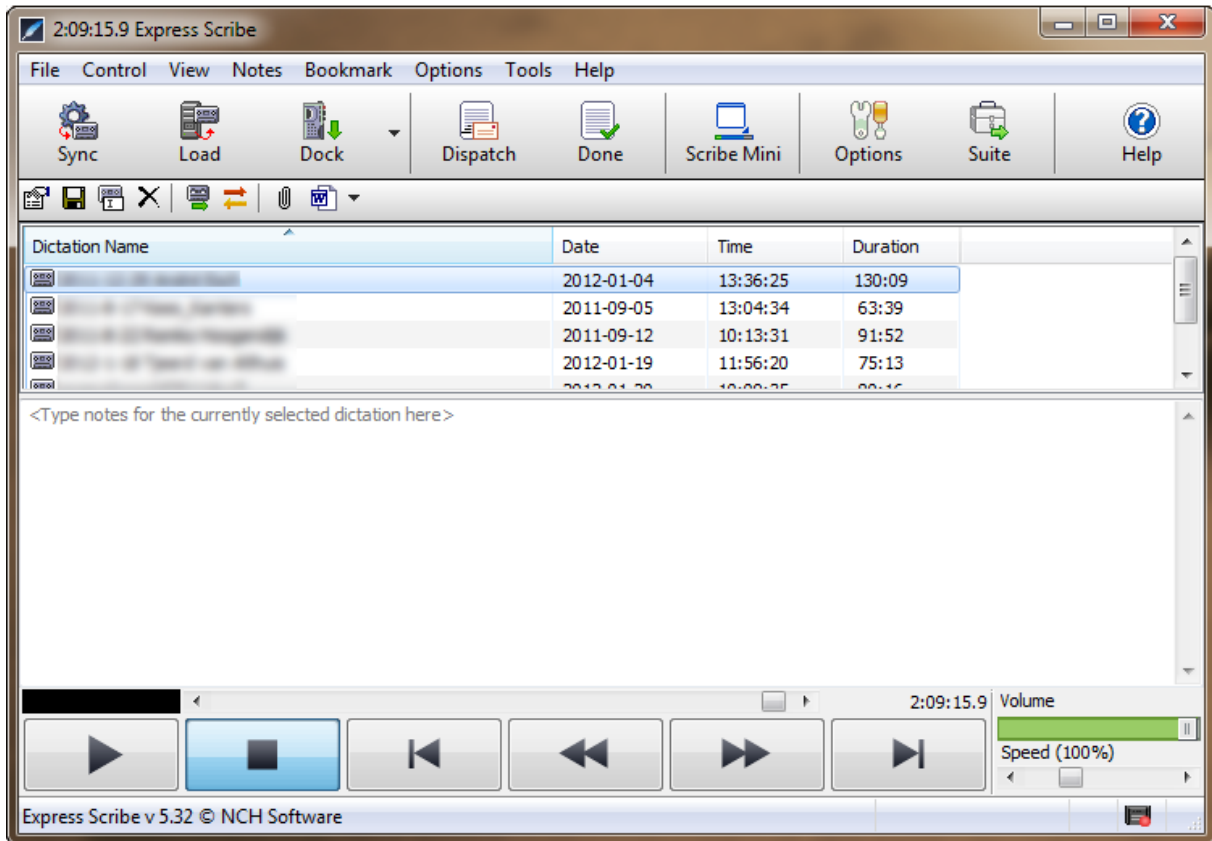 2:09:15.9 Express Scribe
File Control View Notes Bookmark Options Tools Help
Sync Load Dock Dispatch Done Scribe Mini Options Suite Help
Dictation Name Date Time Duration
2012-01-04 13:36:25 130:09
2011-09-05 13:04:34 63:39
2011-09-12 10:13:31 91:52
2012-01-19 11:56:20 75:13
<Type notes for the currently selected dictation here>
2:09:15.9 Volume
Speed (100%)
Express Scribe v 5.32 © NCH Software